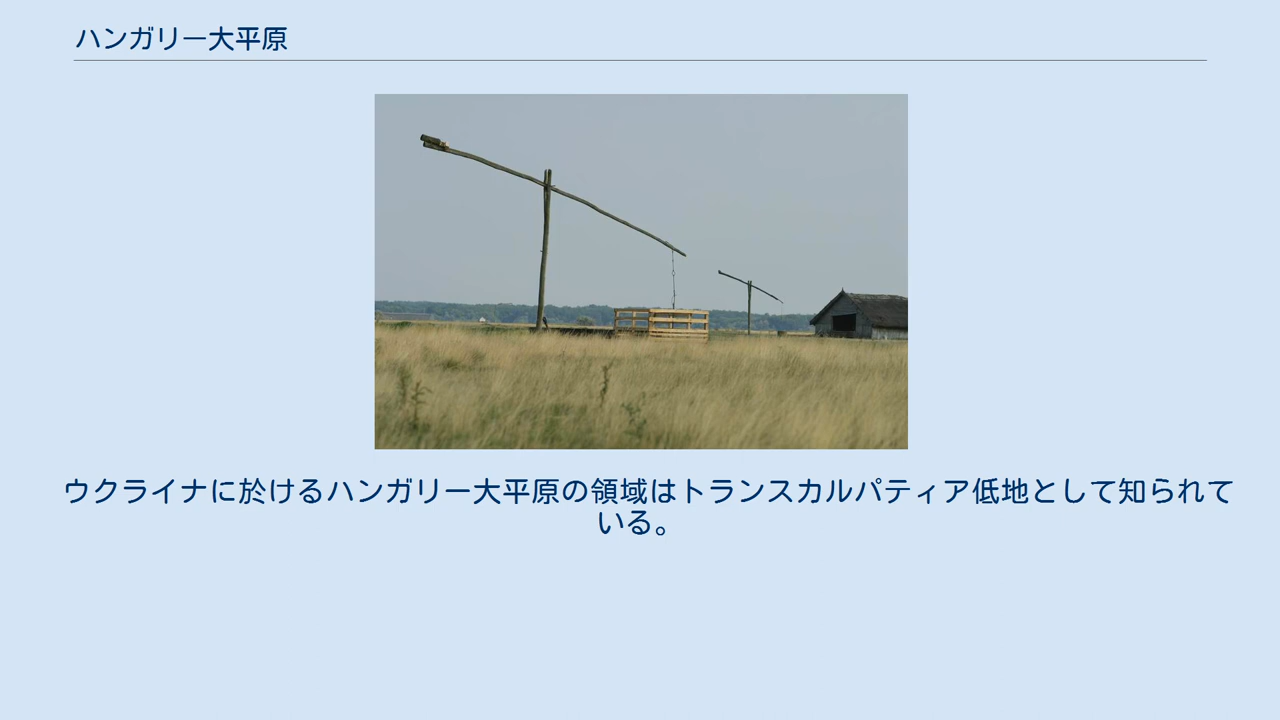 ハンガリー大平原
ウクライナに於けるハンガリー大平原の領域はトランスカルパティア低地として知られて
いる。